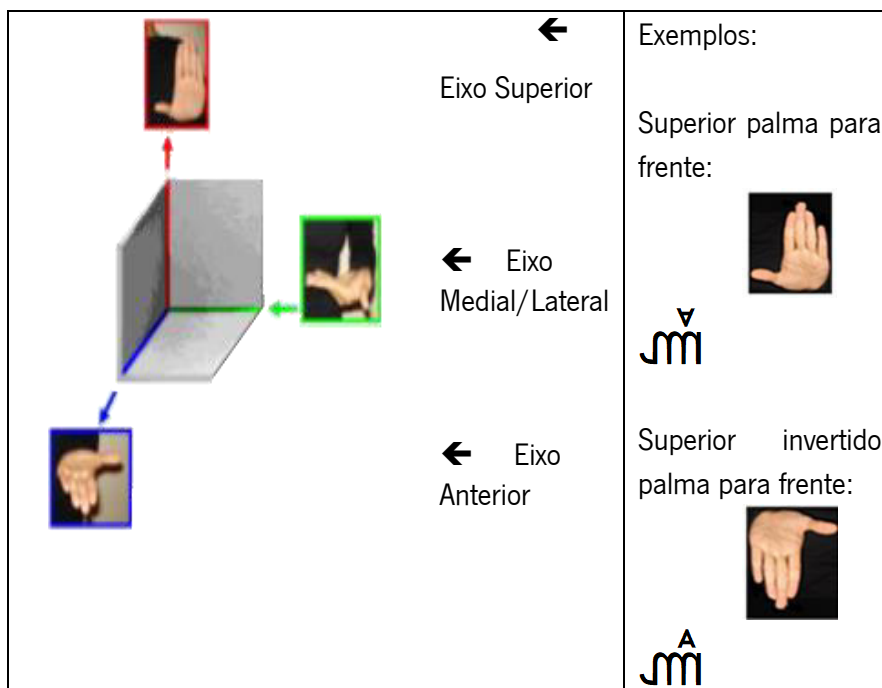 ←
Eixo Superior
← Eixo
Medial/Lateral
← Eixo
Anterior
Exemplos:
Superior palma para
frente:
Superior invertido
palma para frente: